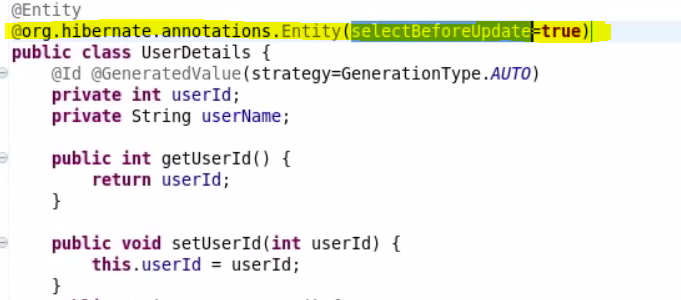 @Entity
@org.hibernate.annotations.Entity(selectBeforeUpdate=true)
public class UserDetails {
@Id @GeneratedValue(strategy=GenerationType.AUTO)
private int userId;
private String userName;
public int getUserId() {
return userId;
}
public void setUserId(int userId) {
this.userId = userId;
}